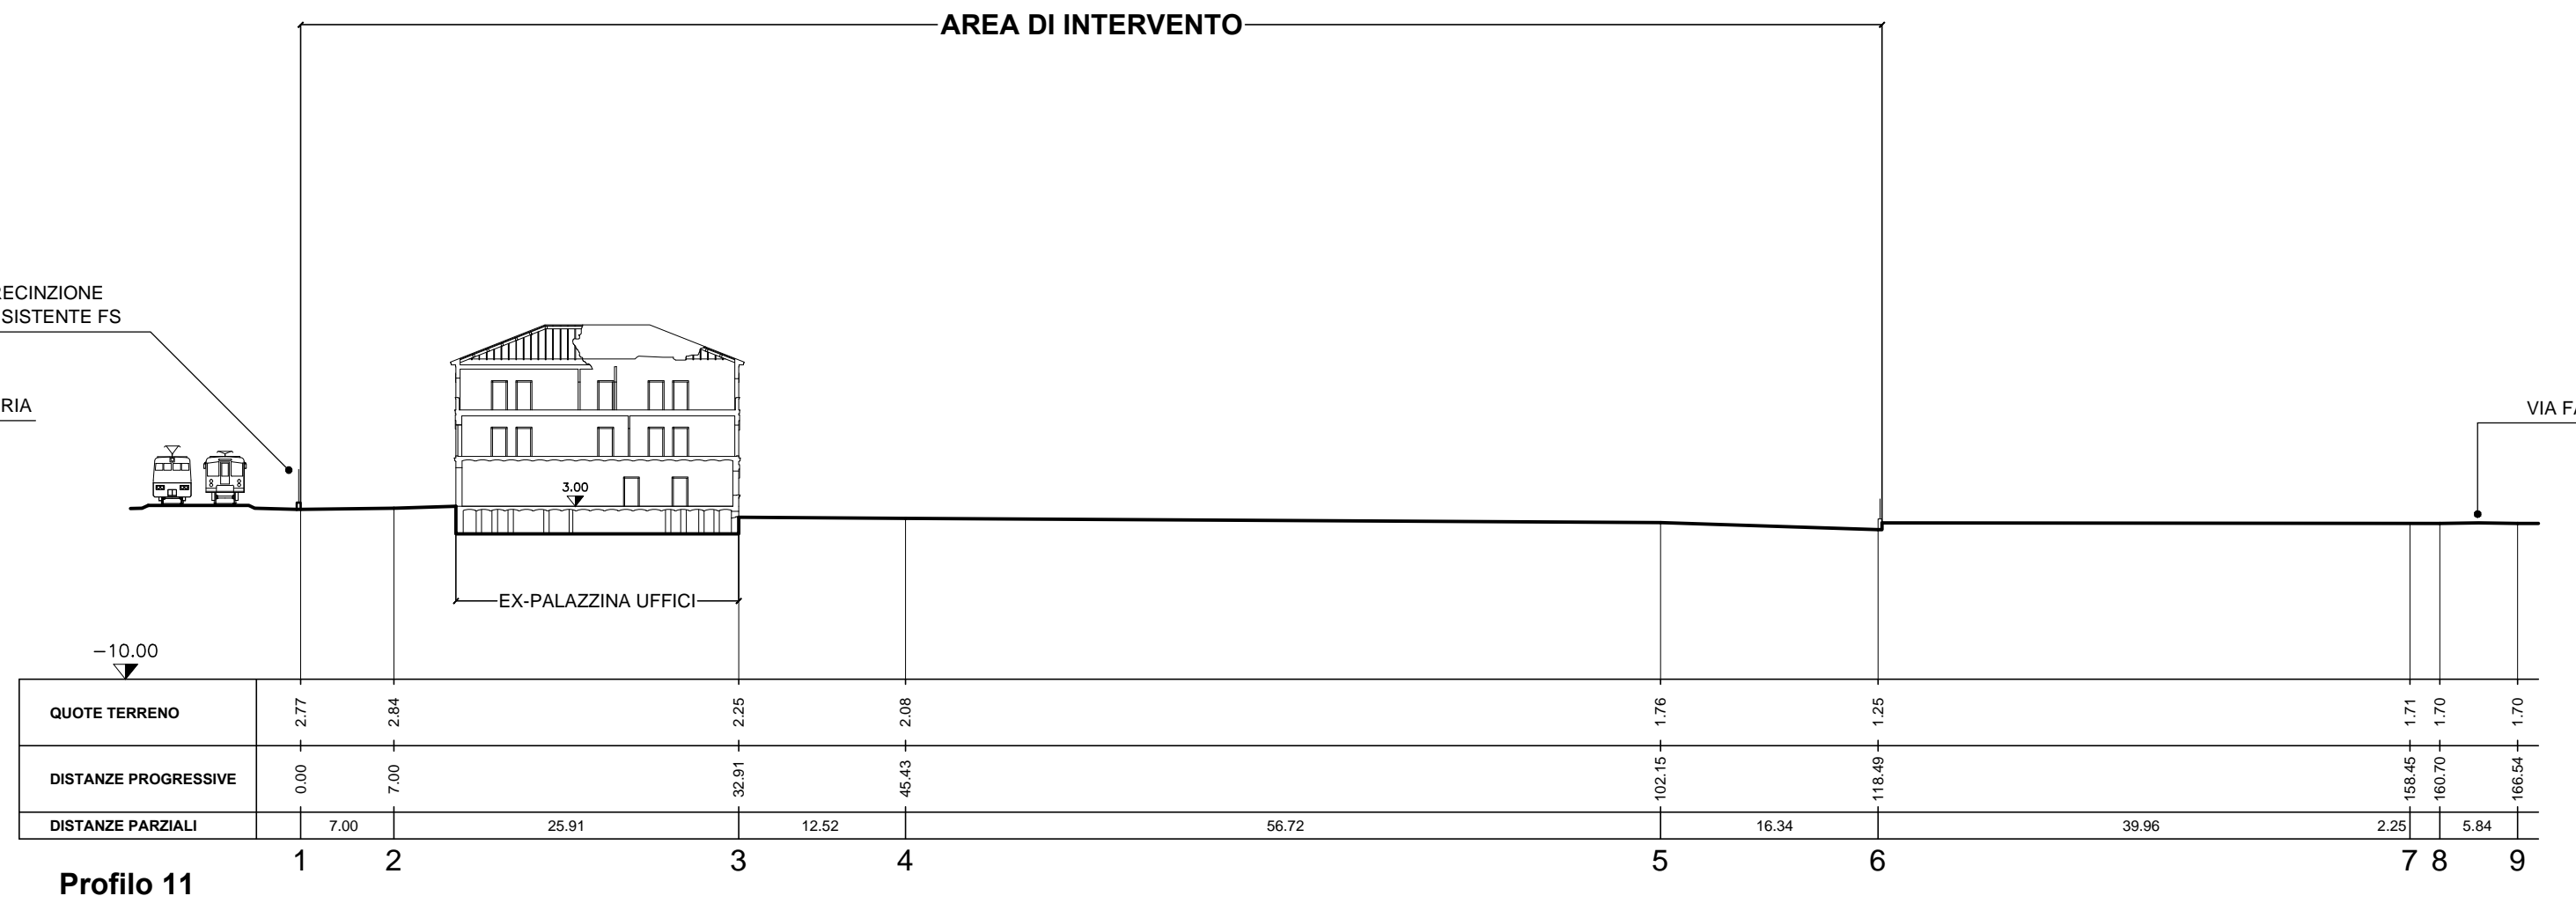 AREA DI INTERVENTO
RECINZIONE
SISTENTE FS
RIA
VIA FA
3.00
EX-PALAZZINA UFFICI
-10.00
QUOTE TERRENO 2.77 2.84 2.25 2.08 1.76 1.25 1.71 1.70 1.70
DISTANZE PROGRESSIVE 0.00 7.00 32.91 45.43 102.15 118.49 158.45 160.70 166.54
DISTANZE PARZIALI 7.00 25.91 12.52 56.72 16.34 39.96 2.25 5.84
1 2 3 4 5 6 7 8 9
Profilo 11